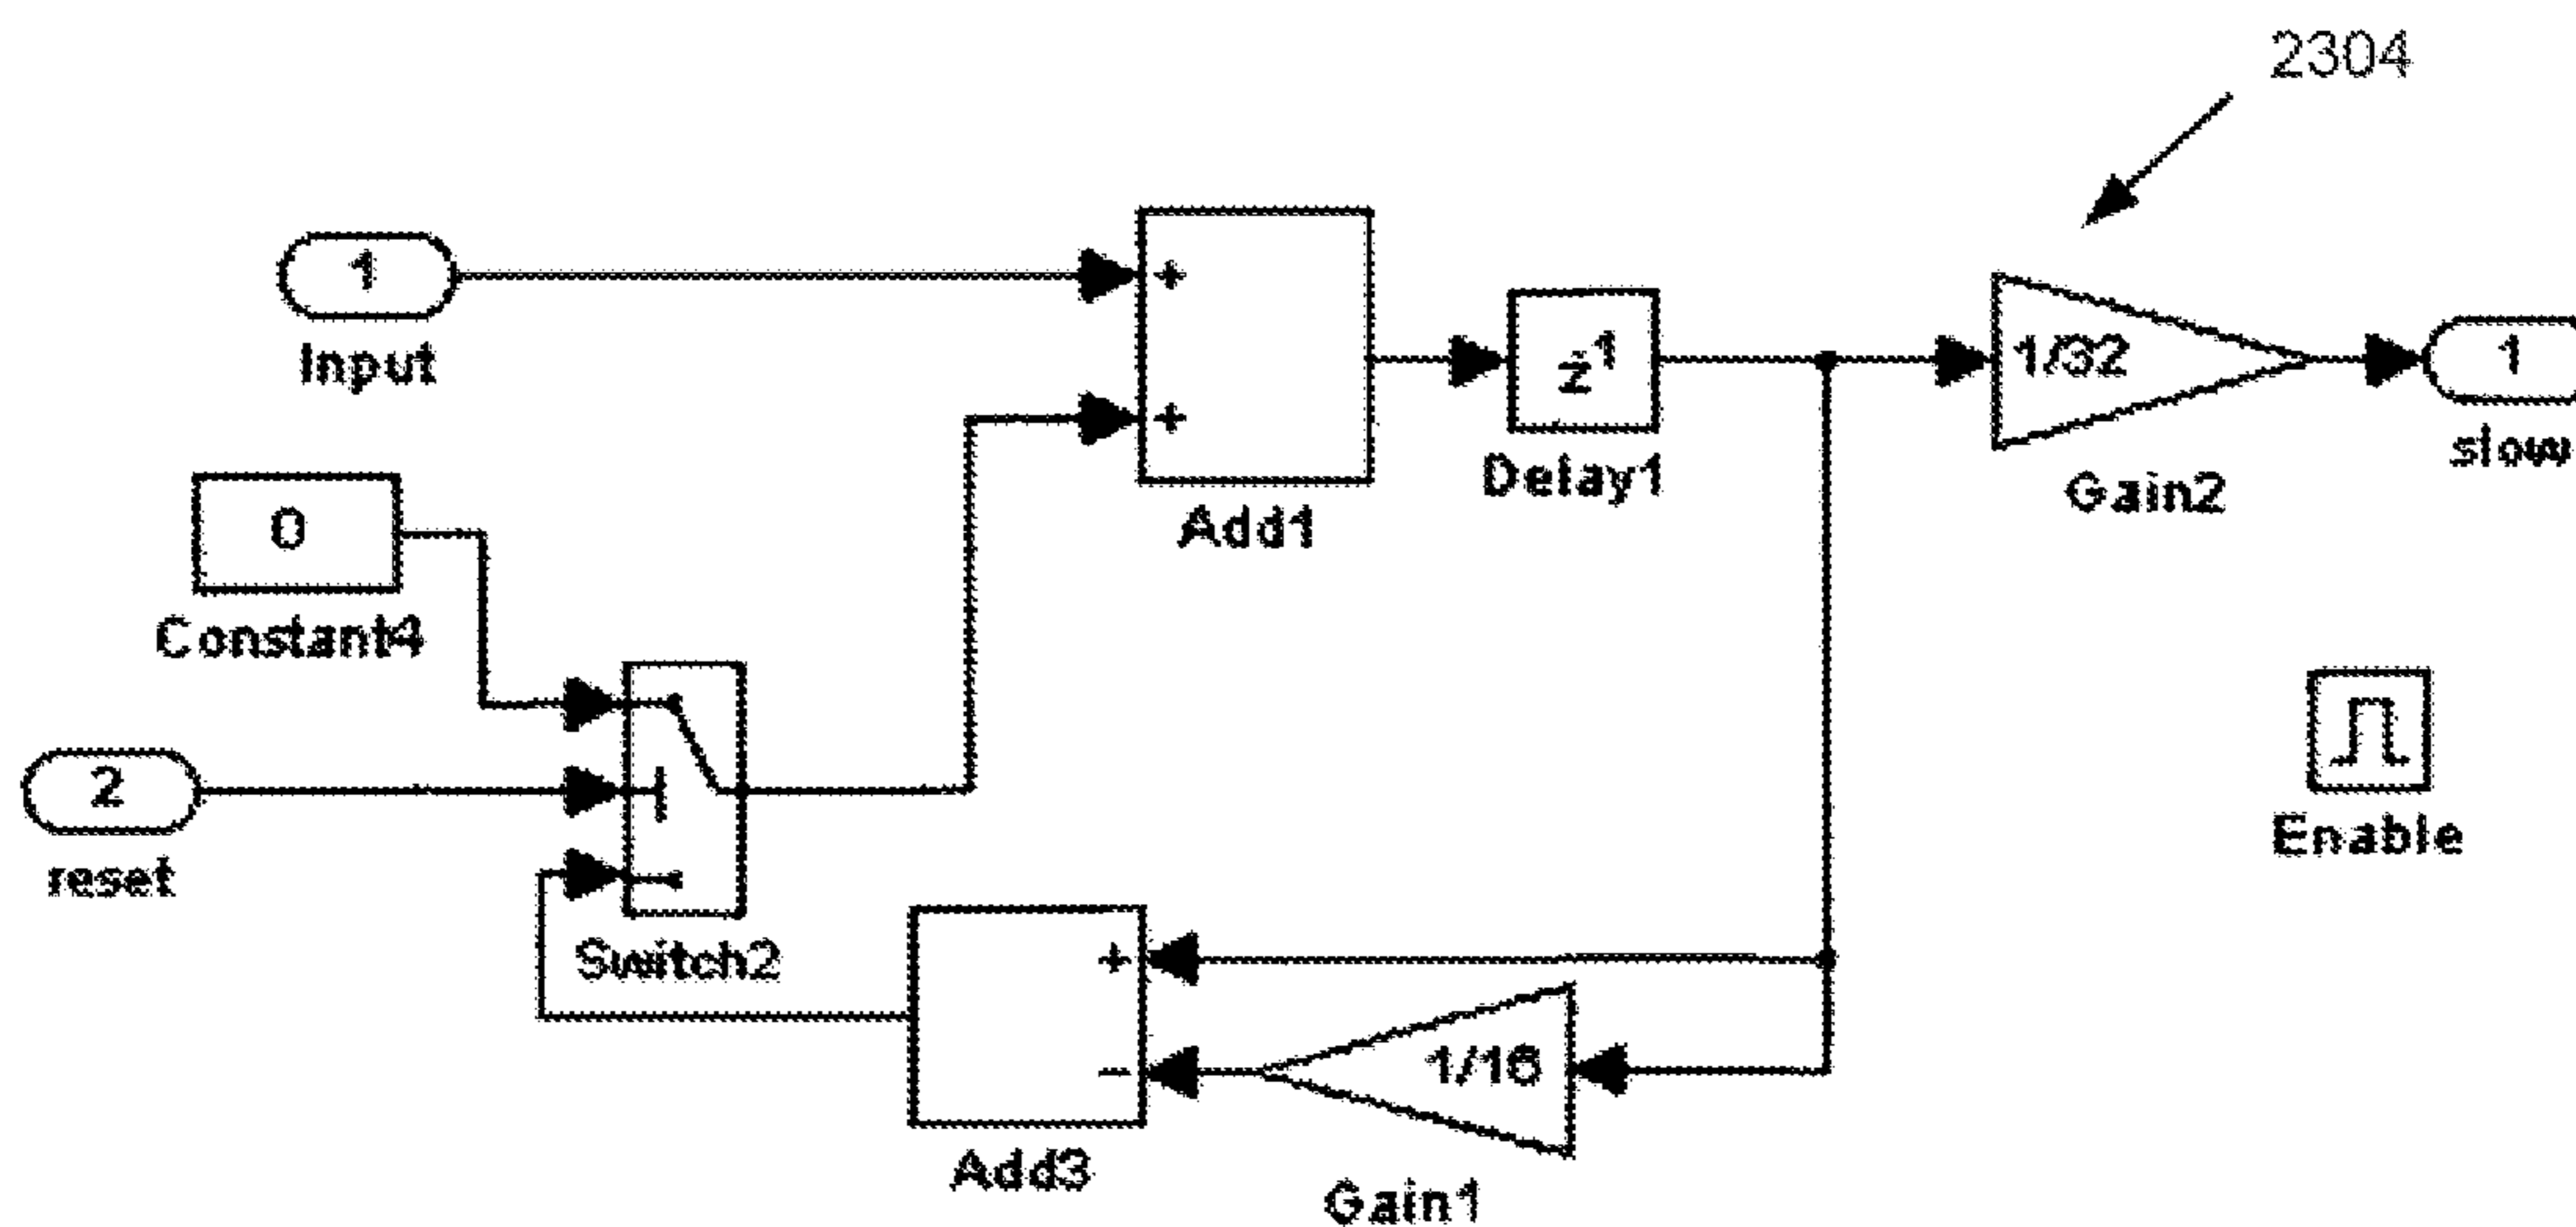 2304
1
Input
+
+
Add1
z-1
Delay1
1/32
Gain2
1
slow
0
Constant4
2
reset
Switch2
Enable
+
-
Add3
1/16
Gain1